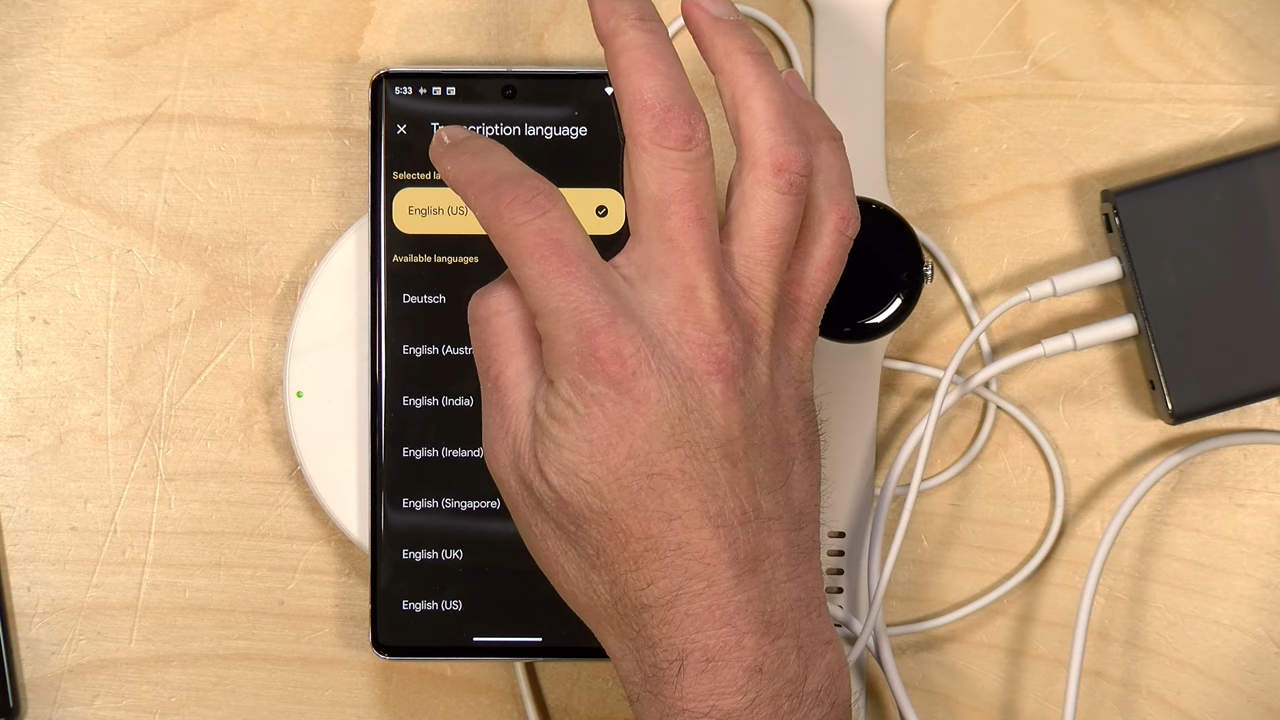 5:33
Transcription language
Selected
English (US)
Available languages
Deutsch
English
English (India)
English (Ireland)
English (Singapore)
English (UK)
English (US)